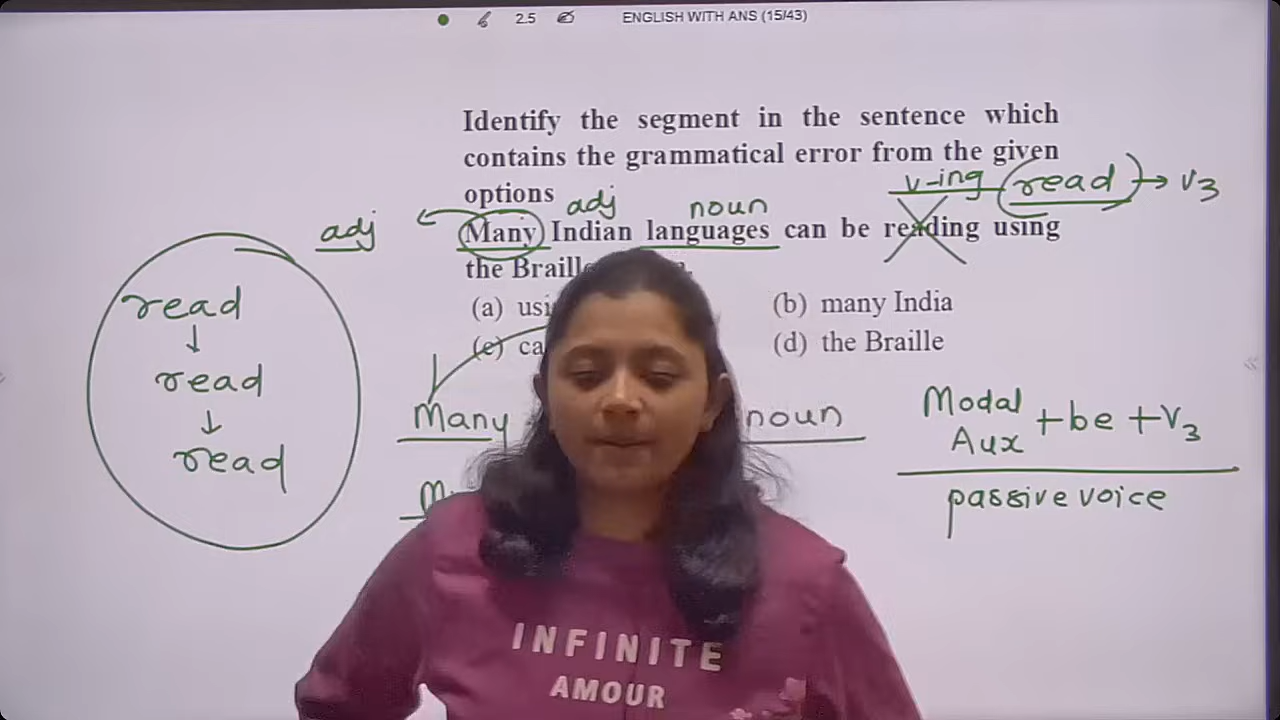 2.5 ENGLISH WITH ANS (15/43)
Identify the segment in the sentence which
contains the grammatical error from the given
options
v-ing read → V3
adj adj noun
Many Indian languages can be reading using
the Braille
(a) usi (b) many India
(c) ca (d) the Braille
read
↓
read
↓
read
Many noun
Modal
Aux + be + V3
passive voice
INFINITE
AMOUR